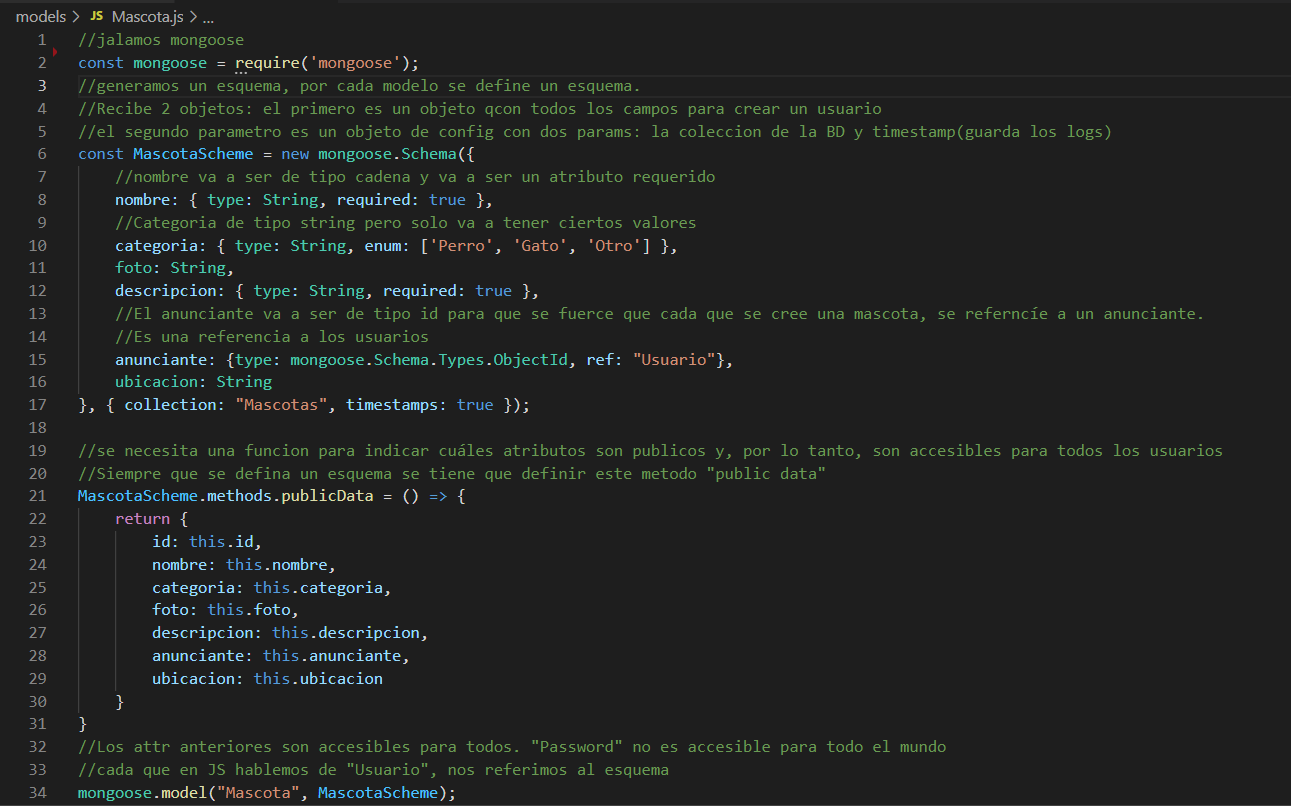 models > JS Mascota.js > ...
1 //jalamos mongoose
2 const mongoose = require('mongoose');
3 //generamos un esquema, por cada modelo se define un esquema.
4 //Recibe 2 objetos: el primero es un objeto qcon todos los campos para crear un usuario
5 //el segundo parametro es un objeto de config con dos params: la coleccion de la BD y timestamp(guarda los logs)
6 const MascotaScheme = new mongoose.Schema({
7     //nombre va a ser de tipo cadena y va a ser un atributo requerido
8     nombre: { type: String, required: true },
9     //Categoria de tipo string pero solo va a tener ciertos valores
10     categoria: { type: String, enum: ['Perro', 'Gato', 'Otro'] },
11     foto: String,
12     descripcion: { type: String, required: true },
13     //El anunciante va a ser de tipo id para que se fuerce que cada que se cree una mascota, se referncíe a un anunciante.
14     //Es una referencia a los usuarios
15     anunciante: {type: mongoose.Schema.Types.ObjectId, ref: "Usuario"},
16     ubicacion: String
17 }, { collection: "Mascotas", timestamps: true });
18
19 //se necesita una funcion para indicar cuáles atributos son publicos y, por lo tanto, son accesibles para todos los usuarios
20 //Siempre que se defina un esquema se tiene que definir este metodo "public data"
21 MascotaScheme.methods.publicData = () => {
22     return {
23         id: this.id,
24         nombre: this.nombre,
25         categoria: this.categoria,
26         foto: this.foto,
27         descripcion: this.descripcion,
28         anunciante: this.anunciante,
29         ubicacion: this.ubicacion
30     }
31 }
32 //Los attr anteriores son accesibles para todos. "Password" no es accesible para todo el mundo
33 //cada que en JS hablemos de "Usuario", nos referimos al esquema
34 mongoose.model("Mascota", MascotaScheme);